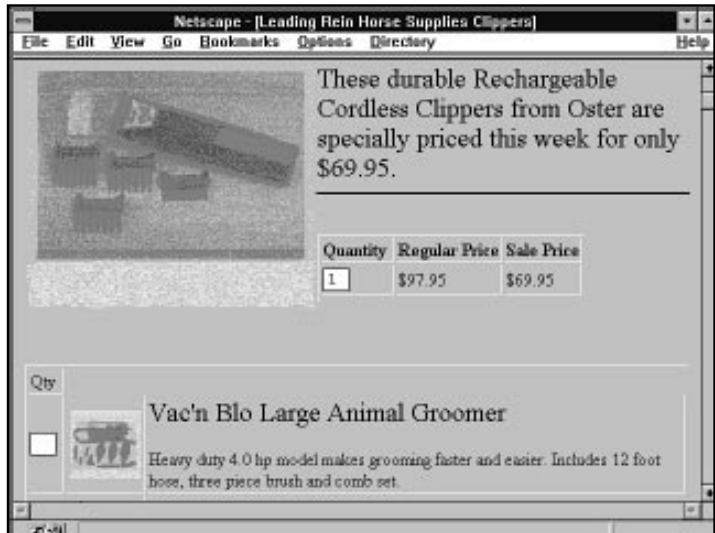 Netscape - [Leading Rein Horse Supplies Clippers]
File Edit View Go Bookmarks Options Directory Help
These durable Rechargeable
Cordless Clippers from Oster are
specially priced this week for only
$69.95.
Quantity Regular Price Sale Price
1 $97.95 $69.95
Qty
Vac'n Blo Large Animal Groomer
Heavy duty 4.0 hp model makes grooming faster and easier. Includes 12 foot
hose, three piece brush and comb set.